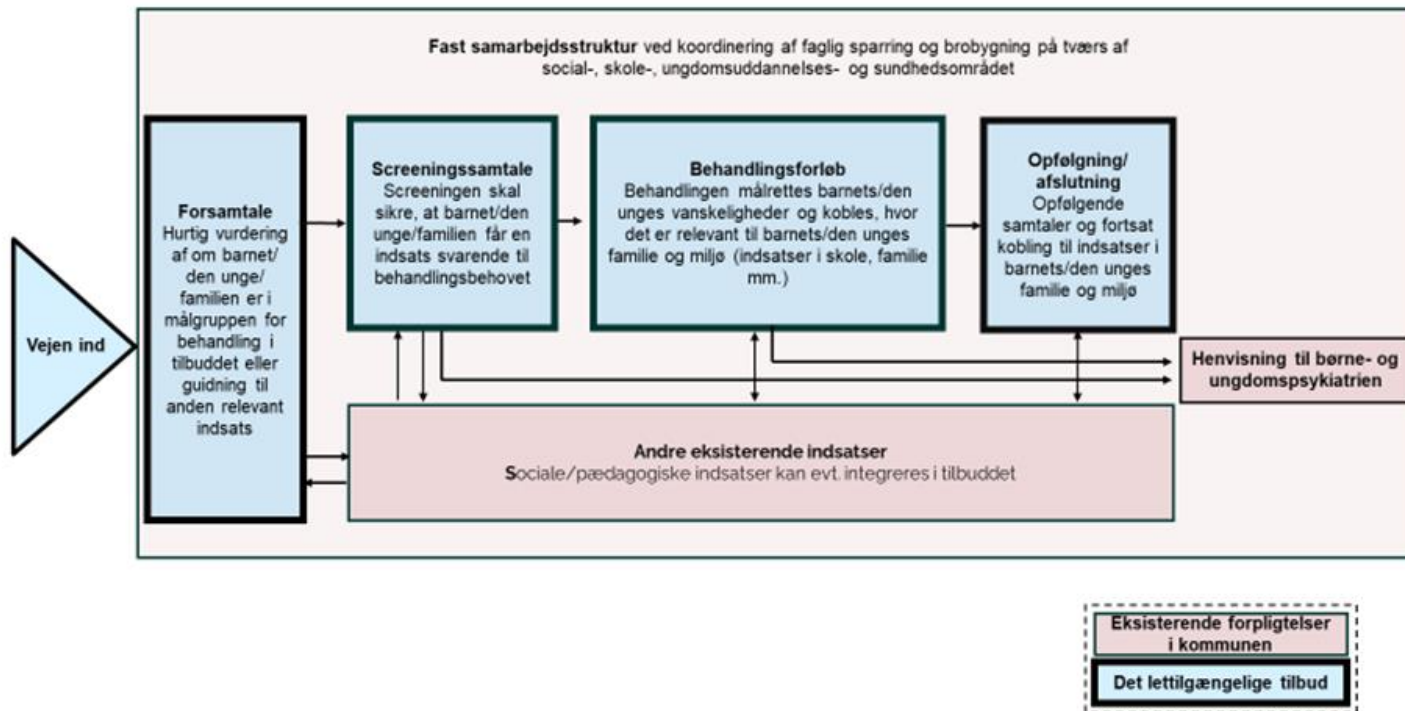 Fast samarbejdsstruktur ved koordinering af faglig sparring og brobygning på tværs af
social-, skole-, ungdomsuddannelses- og sundhedsområdet
Vejen ind
Forsamtale
Hurtig vurdering
af om barnet/
den unge/
familien er i
målgruppen for
behandling i
tilbuddet eller
guidning til
anden relevant
indsats
Screeningssamtale
Screeningen skal
sikre, at barnet/den
unge/familien får en
indsats svarende til
behandlingsbehovet
Behandlingsforløb
Behandlingen målrettes barnets/den
unges vanskeligheder og kobles, hvor
det er relevant til barnets/den unges
familie og miljø (indsatser i skole, familie
mm.)
Opfølgning/
afslutning
Opfølgende
samtaler og fortsat
kobling til indsatser i
barnets/den unges
familie og miljø
Henvisning til børne- og
ungdomspsykiatrien
Andre eksisterende indsatser
Sociale/pædagogiske indsatser kan evt. integreres i tilbuddet
Eksisterende forpligtelser
i kommunen
Det lettilgængelige tilbud